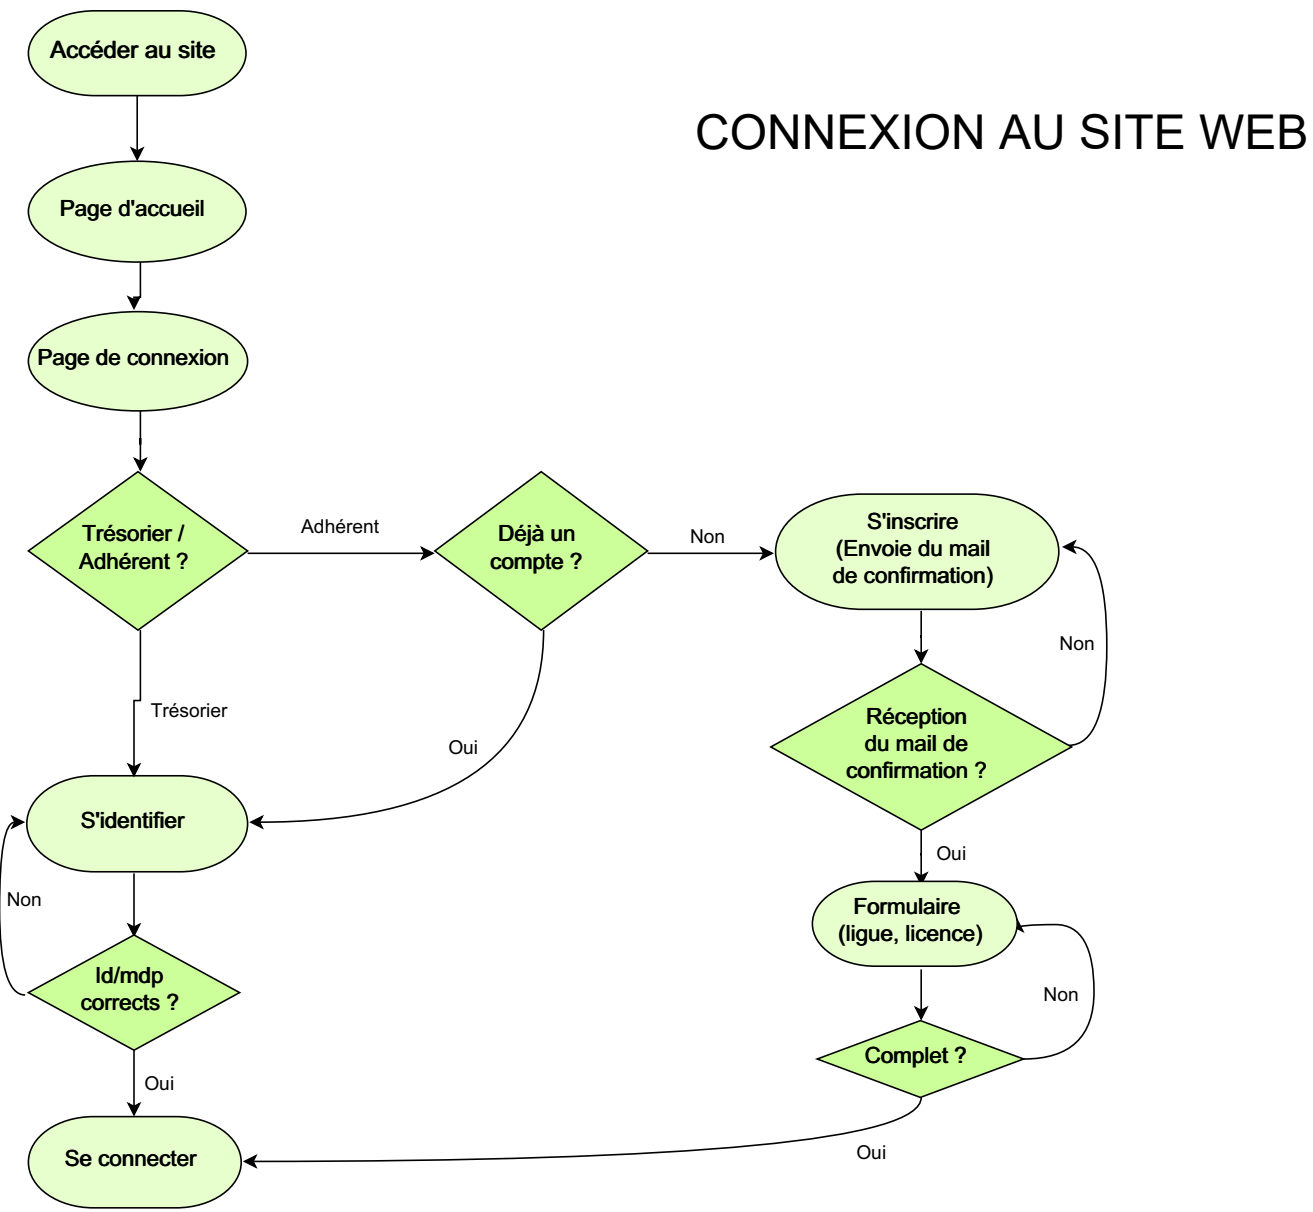 Accéder au site
CONNEXION AU SITE WEB
Page d'accueil
Page de connexion
Trésorier /
Adhérent ?
Adhérent
Déjà un
compte ?
Non
S'inscrire
(Envoie du mail
de confirmation)
Non
Trésorier
Oui
Réception
du mail de
confirmation ?
Oui
S'identifier
Non
Id/mdp
corrects ?
Oui
Formulaire
(ligue, licence)
Non
Complet ?
Oui
Se connecter